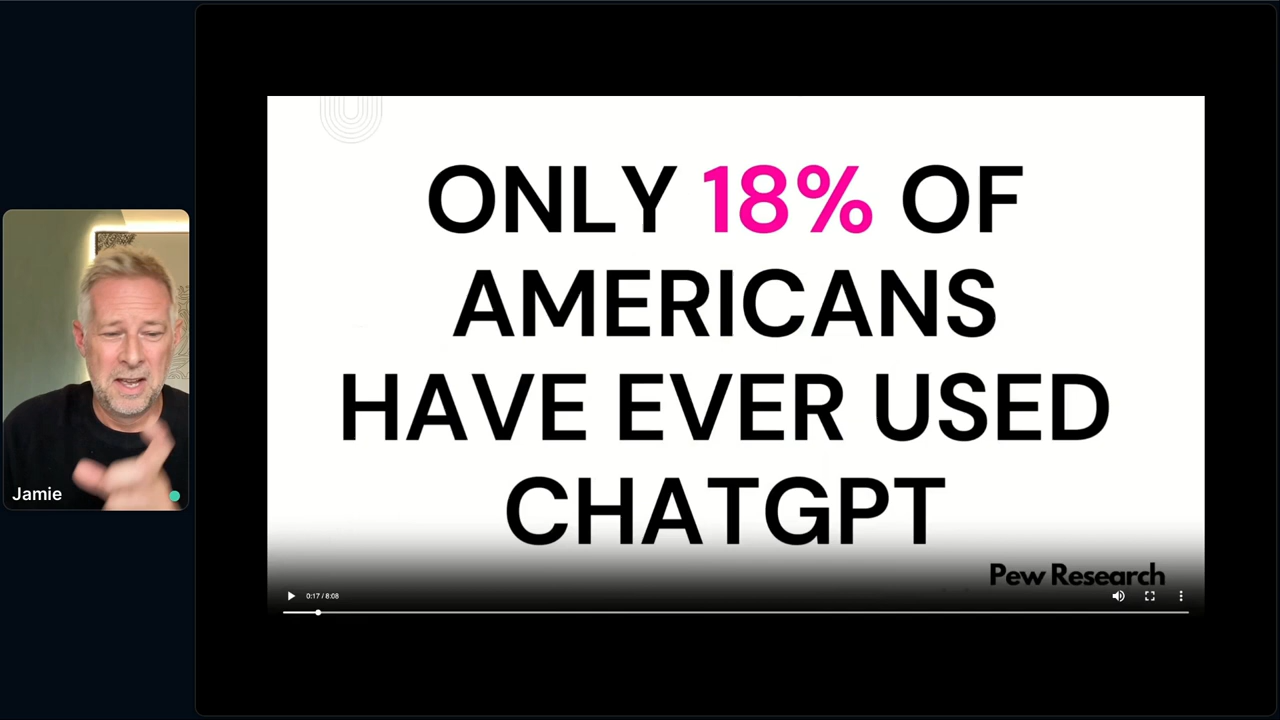 ONLY 18% OF
AMERICANS
HAVE EVER USED
CHATGPT
Pew Research
0:17 / 8:08
Jamie